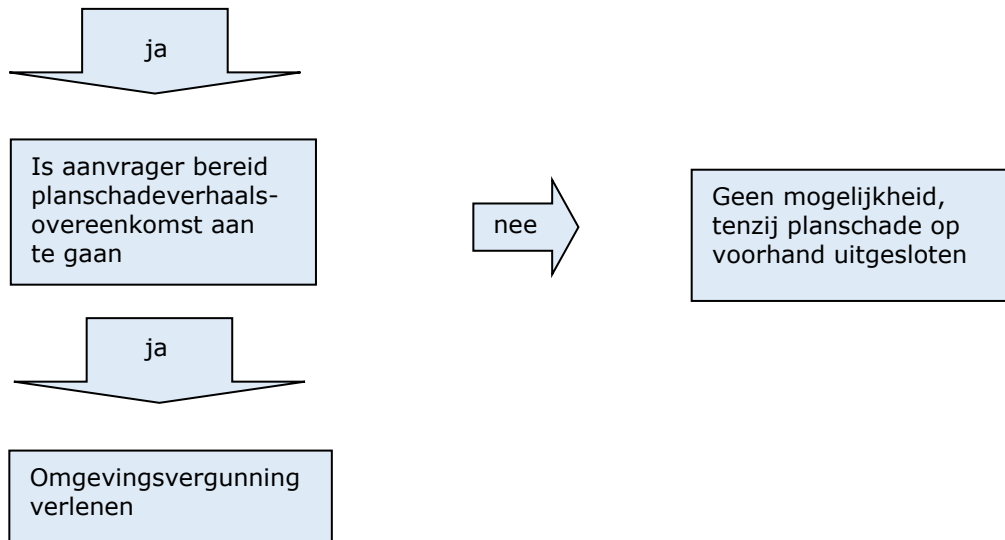 ja
Is aanvrager bereid
planschadeverhaals-
overeenkomst aan
te gaan
nee
Geen mogelijkheid,
tenzij planschade op
voorhand uitgesloten
ja
Omgevingsvergunning
verlenen